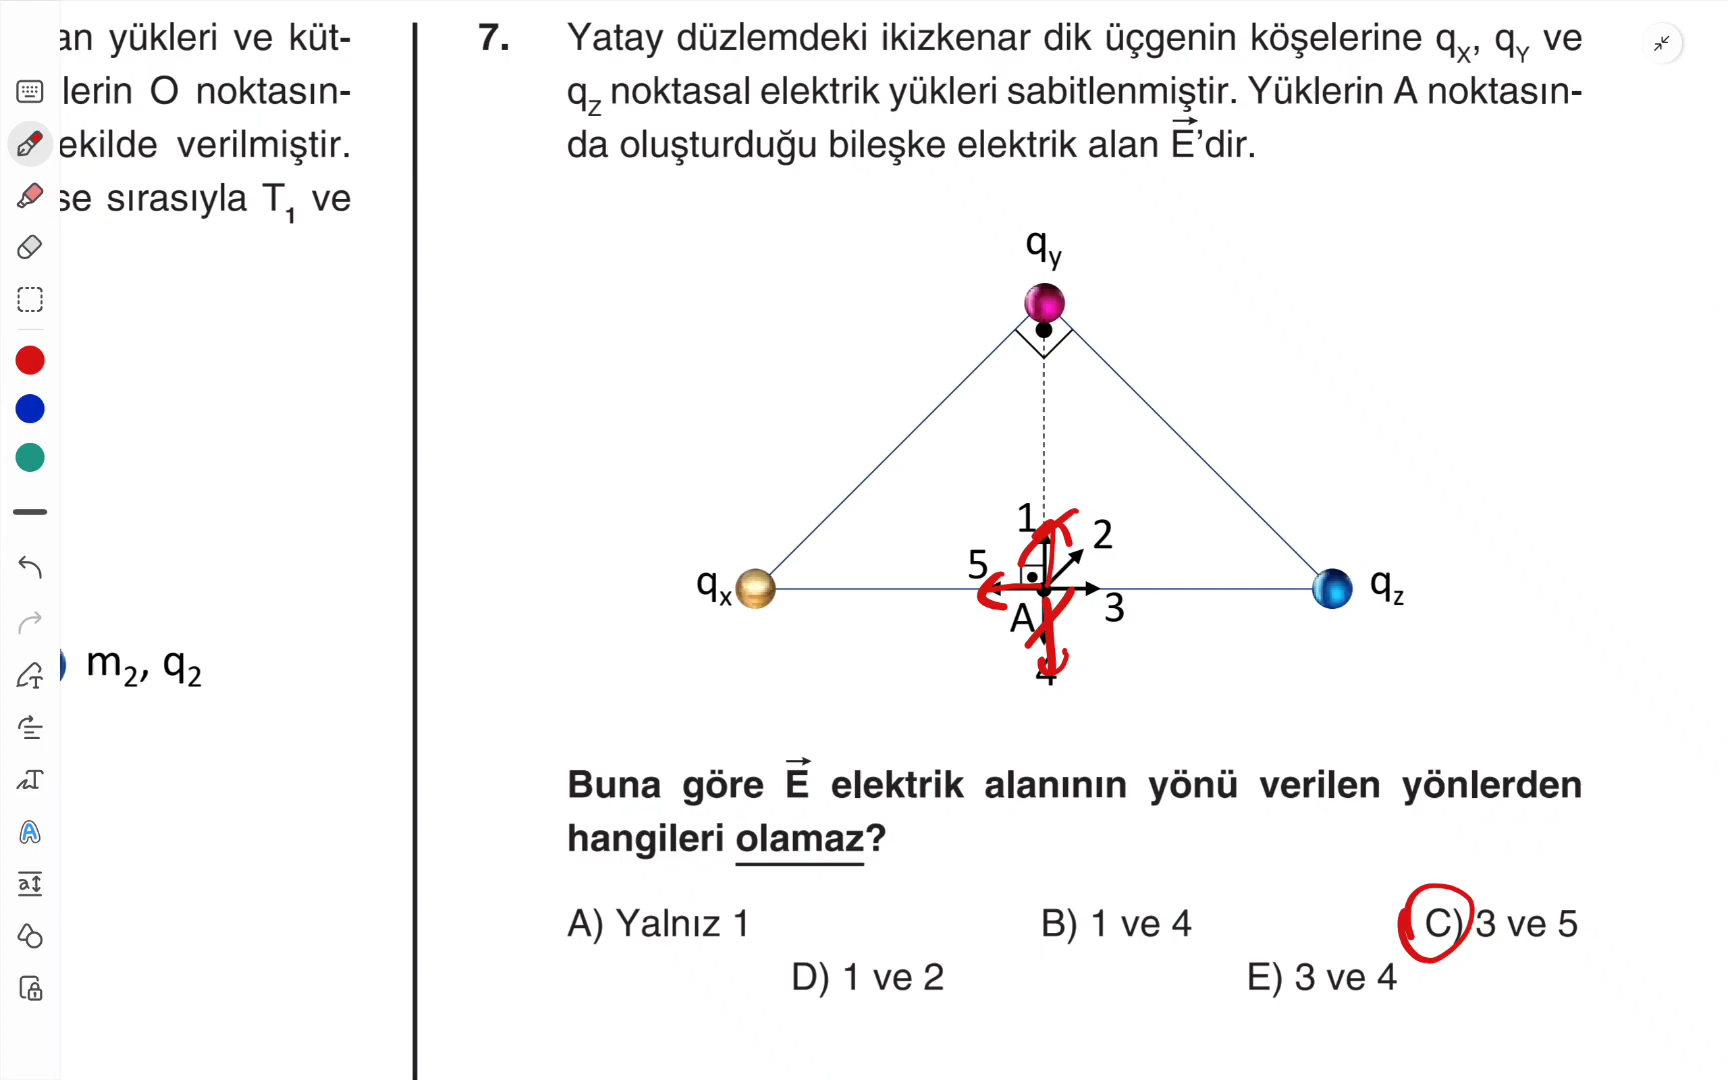 an yükleri ve küt-
lerin O noktasın-
ekilde verilmiştir.
se sırasıyla T1 ve
m2, q2
7. Yatay düzlemdeki ikizkenar dik üçgenin köşelerine qX, qY ve
qZ noktasal elektrik yükleri sabitlenmiştir. Yüklerin A noktasın-
da oluşturduğu bileşke elektrik alan E’dir.
qy
1
2
5
qx
qz
A
3
4
Buna göre E elektrik alanının yönü verilen yönlerden
hangileri olamaz?
A) Yalnız 1
B) 1 ve 4
C) 3 ve 5
D) 1 ve 2
E) 3 ve 4